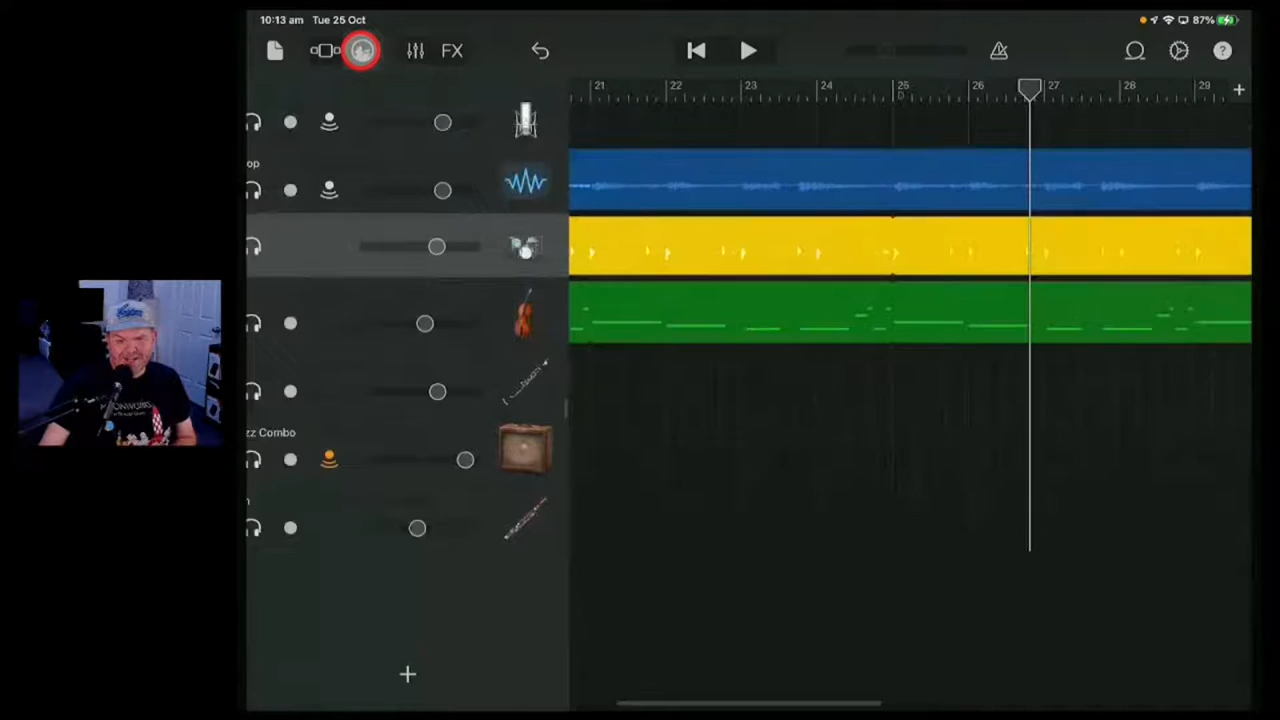 10:13 am Tue 25 Oct
87%
FX
?
21 22 23 24 25 26 27 28 29 +
op
zz Combo
+